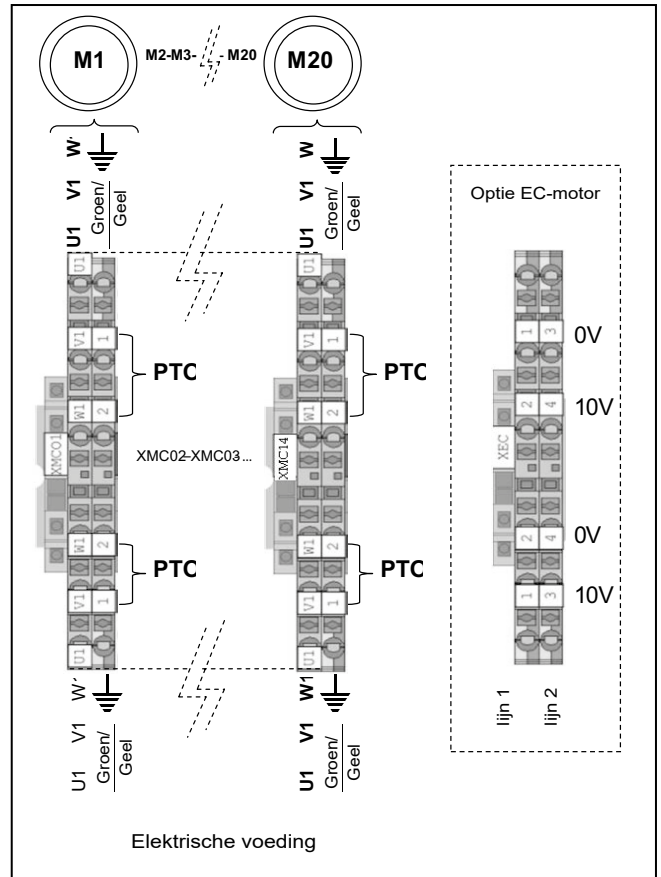 M1
M2-M3-
- M20
M20
U1 V1 W
Groen/
Geel
U1 V1 W
Groen/
Geel
Optie EC-motor
U1
V1 1
PTC
W1 2
XMC01
W1 2
PTC
V1 1
U1
XMC02-XMC03...
U1
V1 1
PTC
W1 2
XMC14
W1 2
PTC
V1 1
U1
1 3 0V
2 4 10V
XEC
2 4 0V
1 3 10V
lijn 1
lijn 2
U1 V1 W
Groen/
Geel
U1 V1 W1
Groen/
Geel
Elektrische voeding